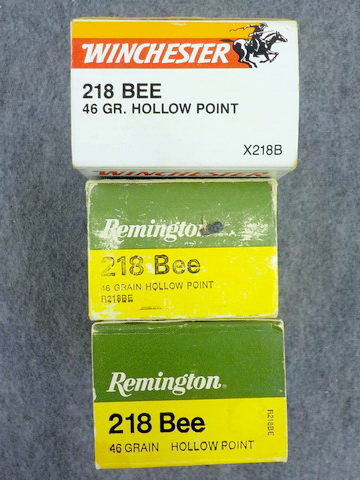 WINCHESTER
218 BEE
46 GR. HOLLOW POINT
X218B
WINCHESTER
Remington
218 Bee
46 GRAIN HOLLOW POINT
R218BE
Remington
218 Bee
R218BE
46 GRAIN HOLLOW POINT